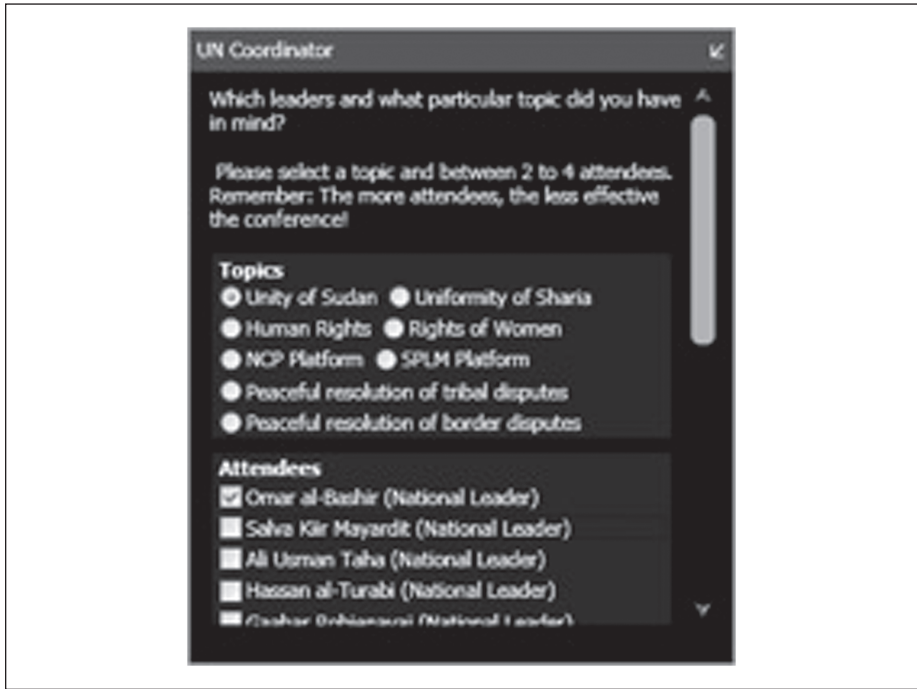 UN Coordinator
Which leaders and what particular topic did you have
in mind?
Please select a topic and between 2 to 4 attendees.
Remember: The more attendees, the less effective
the conference!
Topics
Unity of Sudan Uniformity of Sharia
Human Rights Rights of Women
NCP Platform SPLM Platform
Peaceful resolution of tribal disputes
Peaceful resolution of border disputes
Attendees
Omar al-Bashir (National Leader)
Salva Kiir Mayardit (National Leader)
Ali Usman Taha (National Leader)
Hassan al-Turabi (National Leader)
(National Leader)